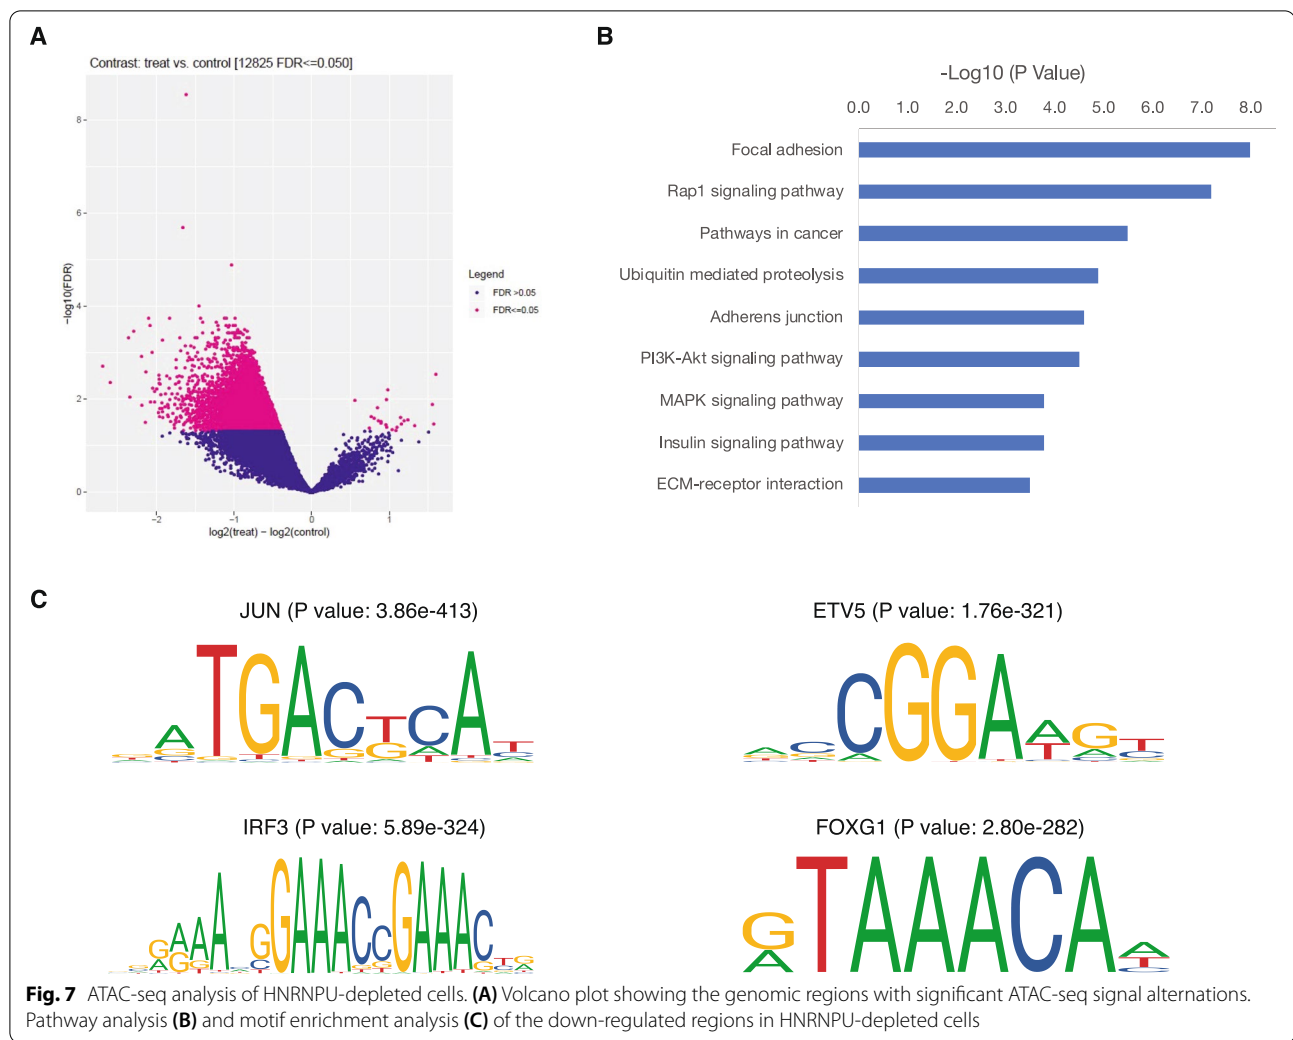 A
Contrast: treat vs. control [12825 FDR<=0.050]
8
6
4
2
0
−log10(FDR)
−2
−1
0
1
log2(treat) − log2(control)
Legend
FDR >0.05
FDR<=0.05
B
-Log10 (P Value)
0.0 1.0 2.0 3.0 4.0 5.0 6.0 7.0 8.0
Focal adhesion
Rap1 signaling pathway
Pathways in cancer
Ubiquitin mediated proteolysis
Adherens junction
PI3K-Akt signaling pathway
MAPK signaling pathway
Insulin signaling pathway
ECM-receptor interaction
C
JUN (P value: 3.86e-413)
ATGACTCAT
ETV5 (P value: 1.76e-321)
ACCGGAAGT
IRF3 (P value: 5.89e-324)
FOXG1 (P value: 2.80e-282)
GTAAACAA
Fig. 7 ATAC-seq analysis of HNRNPU-depleted cells. (A) Volcano plot showing the genomic regions with significant ATAC-seq signal alternations.
Pathway analysis (B) and motif enrichment analysis (C) of the down-regulated regions in HNRNPU-depleted cells